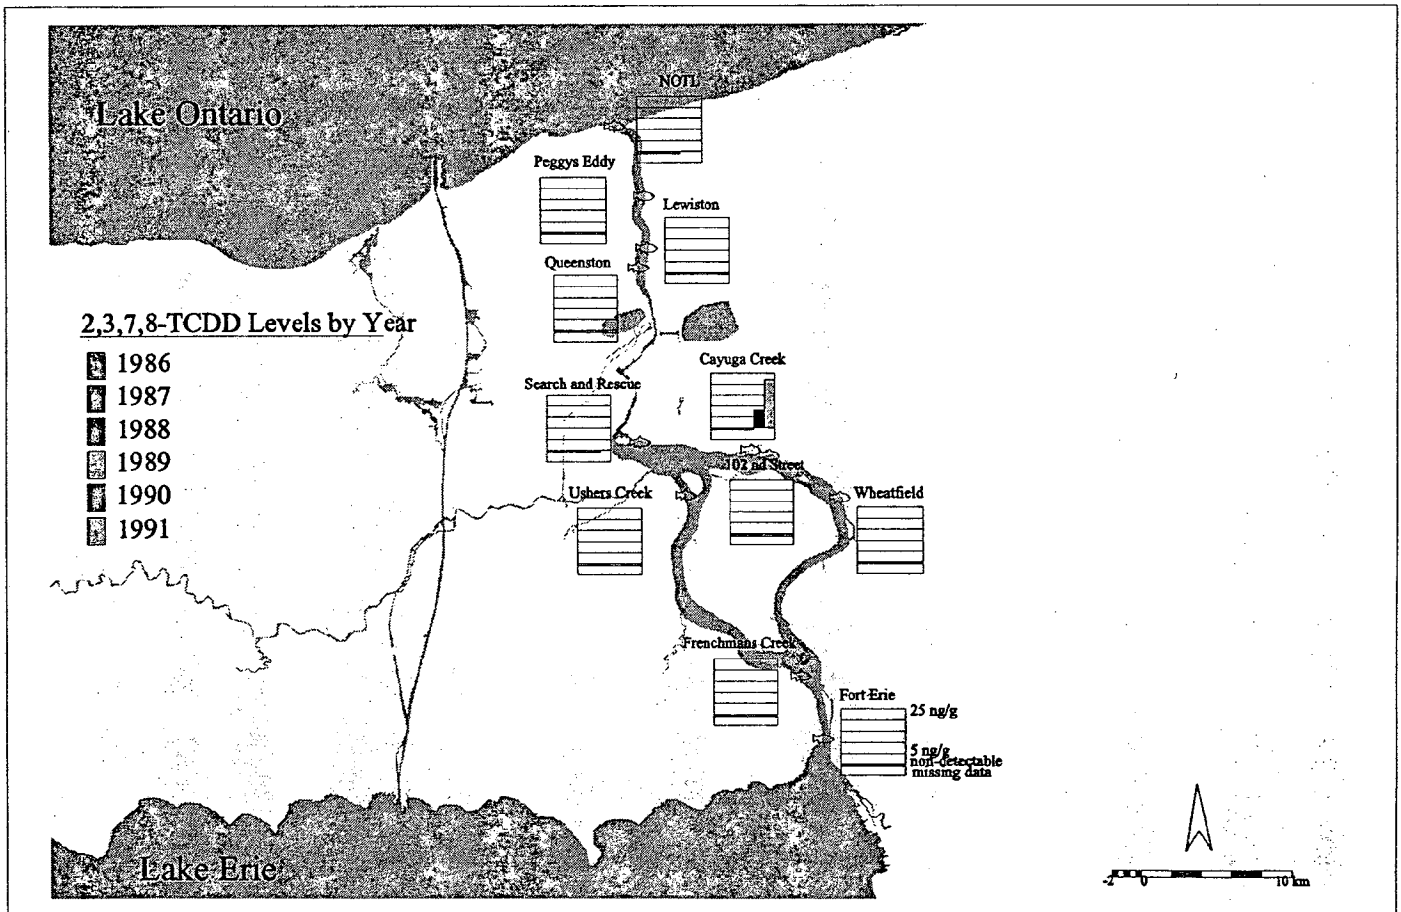 NOTL
Lake Ontario
Peggys Eddy
Lewiston
Queenston
2,3,7,8-TCDD Levels by Year
1986
1987
1988
1989
1990
1991
Cayuga Creek
Search and Rescue
102 nd Street
Ushers Creek
Wheatfield
Frenchmans Creek
Fort Erie
25 ng/g
5 ng/g
non-detectable
missing data
Lake Erie
-2 0 10 km